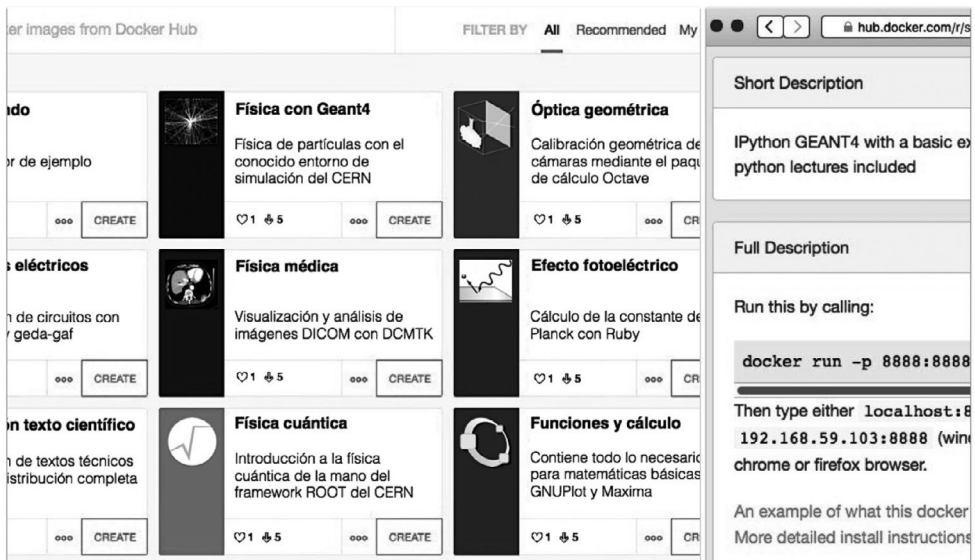 er images from Docker Hub
FILTER BY All Recommended My
ndo
or de ejemplo
CREATE
Física con Geant4
Física de partículas con el
conocido entorno de
simulación del CERN
1 5
CREATE
Óptica geométrica
Calibración geométrica de
cámaras mediante el paqu
de cálculo Octave
1 5
CR
s eléctricos
n de circuitos con
y geda-gaf
CREATE
Física médica
Visualización y análisis de
imágenes DICOM con DCMTK
1 5
CREATE
Efecto fotoeléctrico
Cálculo de la constante de
Planck con Ruby
1 5
CR
ón texto científico
n de textos técnicos
istribución completa
CREATE
Física cuántica
Introducción a la física
cuántica de la mano del
framework ROOT del CERN
1 5
CREATE
Funciones y cálculo
Contiene todo lo necesario
para matemáticas básicas
GNUPlot y Maxima
1 5
CR
hub.docker.com/r/s
Short Description
IPython GEANT4 with a basic ex
python lectures included
Full Description
Run this by calling:
docker run -p 8888:8888
Then type either localhost:8
192.168.59.103:8888 (wind
chrome or firefox browser.
An example of what this docker
More detailed install instructions